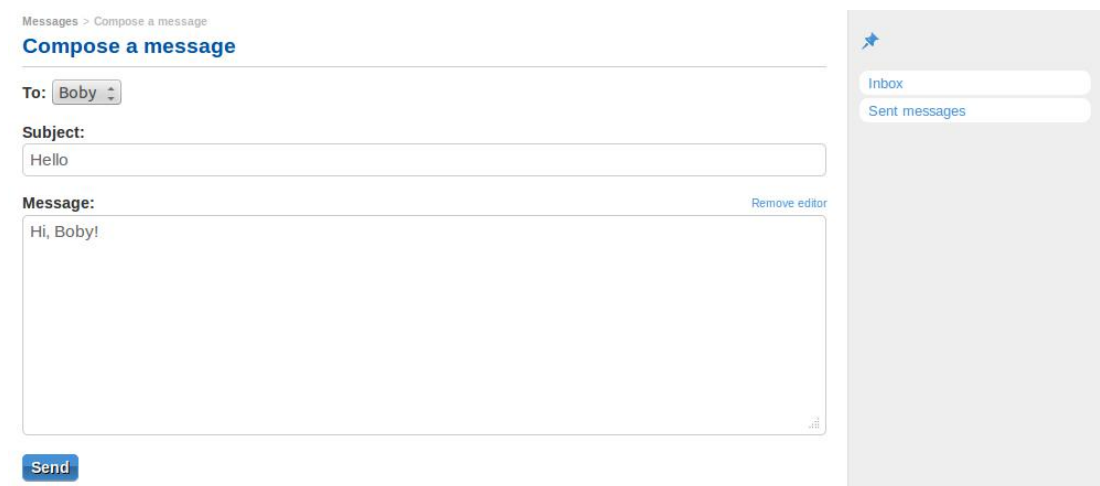 Messages > Compose a message
Compose a message
To: Boby
Subject:
Hello
Message: Remove editor
Hi, Boby!
Send
Inbox
Sent messages